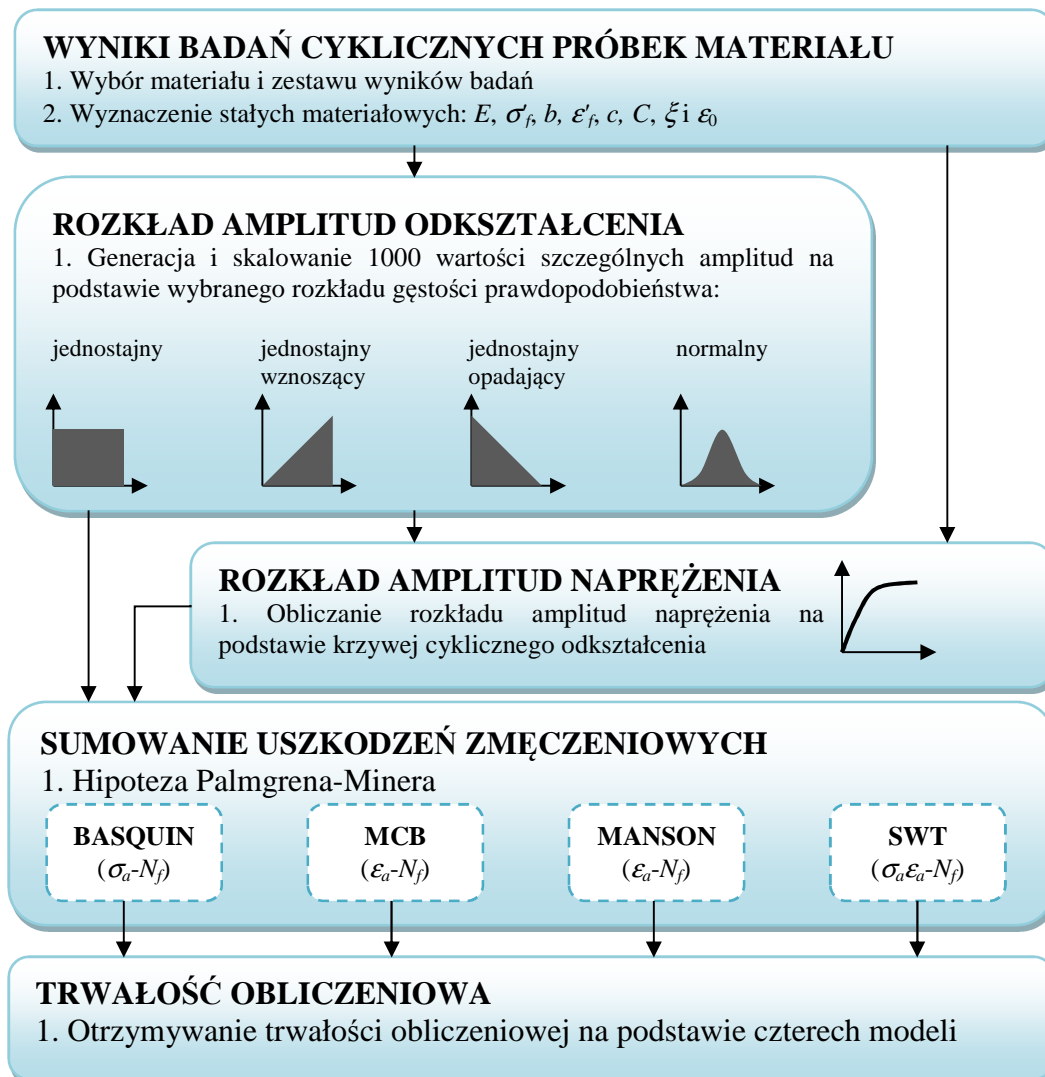 WYNIKI BADAŃ CYKLICZNYCH PRÓBEK MATERIAŁU
1. Wybór materiału i zestawu wyników badań
2. Wyznaczenie stałych materiałowych: E, σ'f, b, ε'f, c, C, ξ i ε0
ROZKŁAD AMPLITUD ODKSZTAŁCENIA
1. Generacja i skalowanie 1000 wartości szczególnych amplitud na
podstawie wybranego rozkładu gęstości prawdopodobieństwa:
jednostajny
jednostajny
wznoszący
jednostajny
opadający
normalny
ROZKŁAD AMPLITUD NAPRĘŻENIA
1. Obliczanie rozkładu amplitud naprężenia na
podstawie krzywej cyklicznego odkształcenia
SUMOWANIE USZKODZEŃ ZMĘCZENIOWYCH
1. Hipoteza Palmgrena-Minera
BASQUIN
(σa-Nf)
MCB
(εa-Nf)
MANSON
(εa-Nf)
SWT
(σaεa-Nf)
TRWAŁOŚĆ OBLICZENIOWA
1. Otrzymywanie trwałości obliczeniowej na podstawie czterech modeli